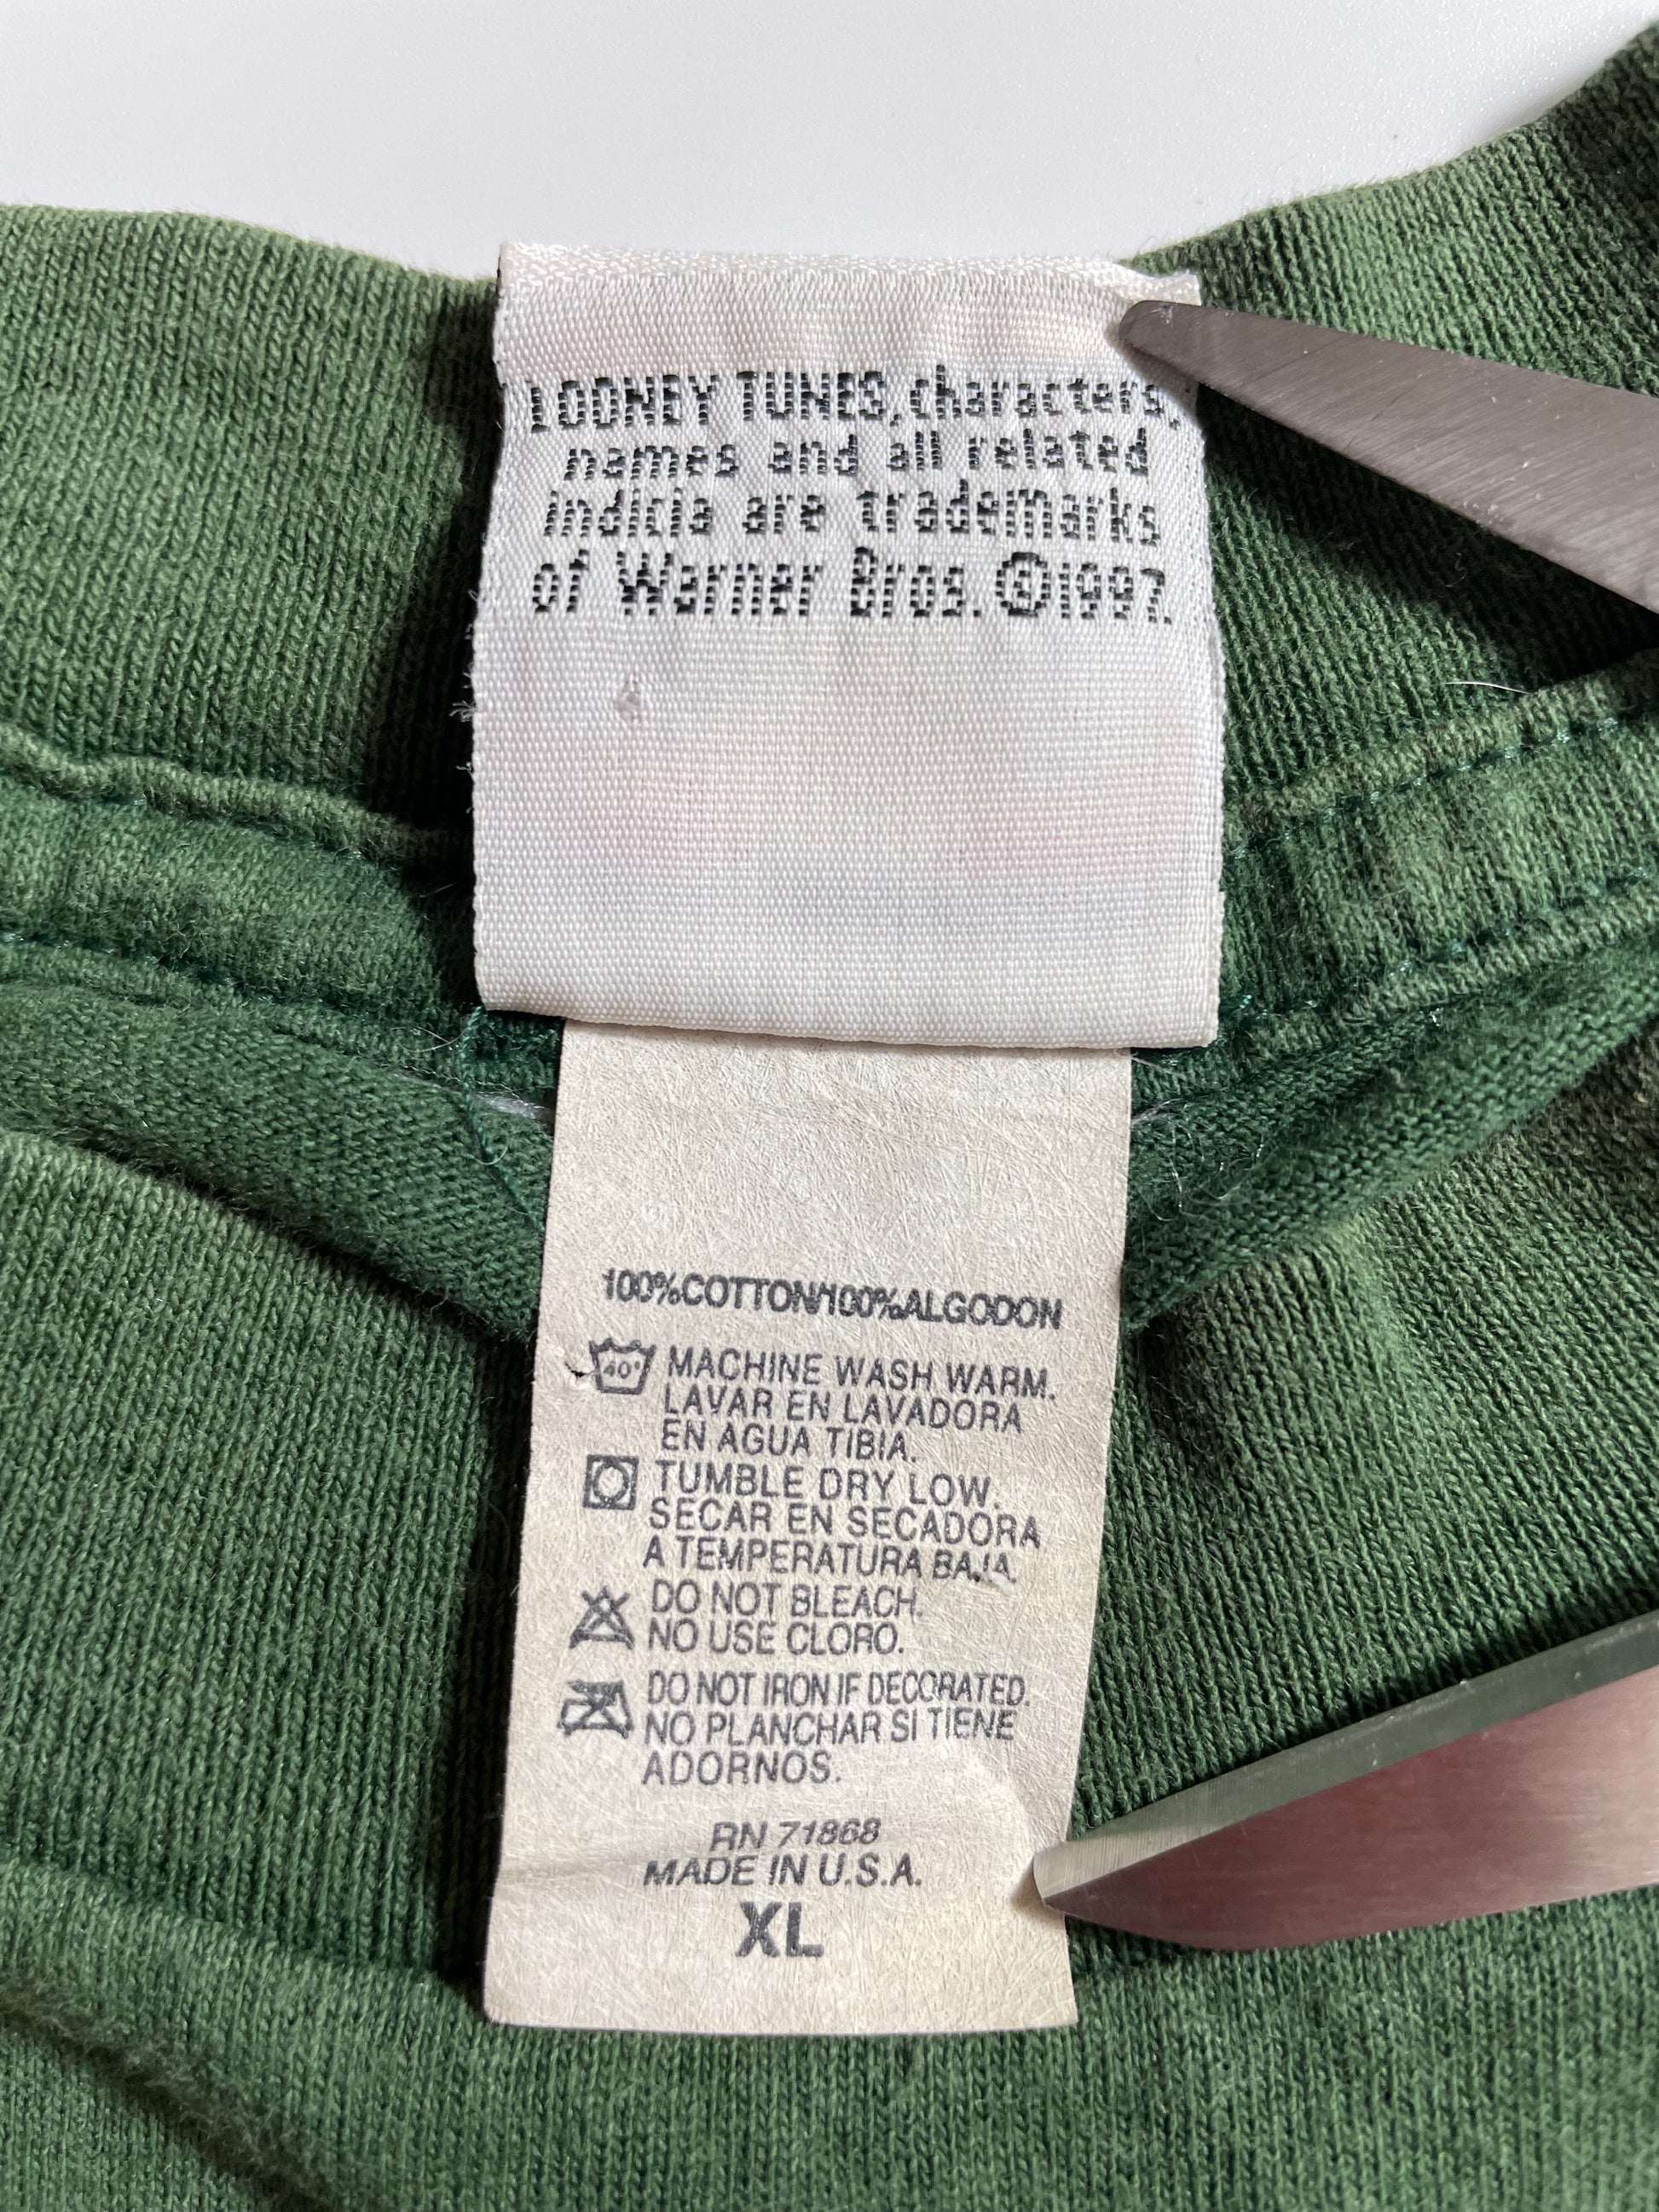 LOONEY TUNES, characters,
names and all related
indicia are trademarks
of Warner Bros. ©1997.
100%COTTON/100%ALGODON
40°
MACHINE WASH WARM.
LAVAR EN LAVADORA
EN AGUA TIBIA.
TUMBLE DRY LOW.
SECAR EN SECADORA
A TEMPERATURA BAJA.
DO NOT BLEACH.
NO USE CLORO.
DO NOT IRON IF DECORATED.
NO PLANCHAR SI TIENE
ADORNOS.
RN 71868
MADE IN U.S.A.
XL